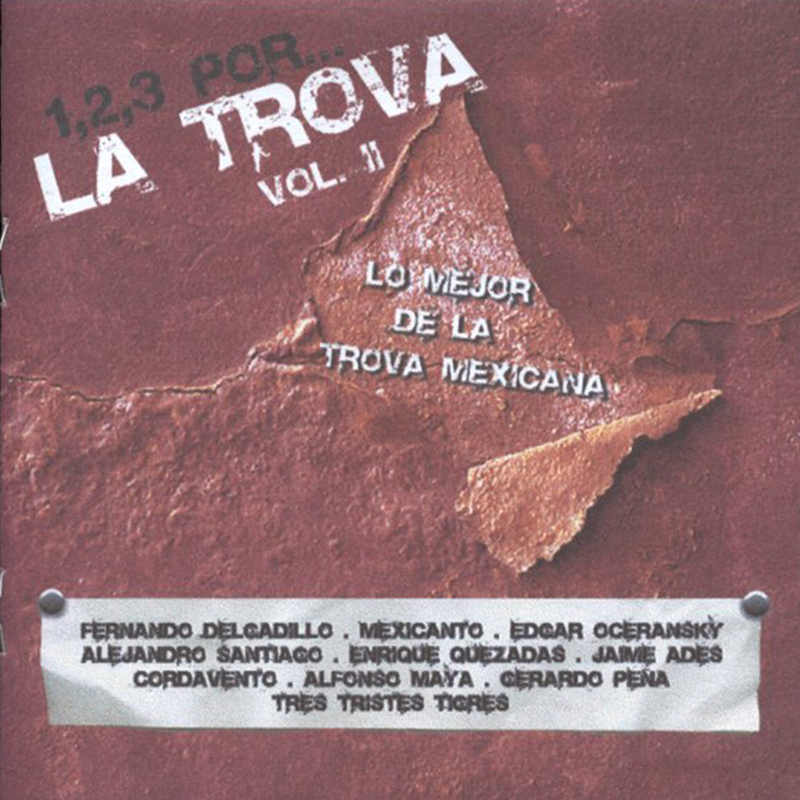 1,2,3 POR...
LA TROVA
VOL. II
LO MEJOR
DE LA
TROVA MEXICANA
FERNANDO DELGADILLO . MEXICANTO . EDGAR OCERANSKY
ALEJANDRO SANTIAGO . ENRIQUE QUEZADAS . JAIME ADES
CORDAVENTO . ALFONSO MAYA . GERARDO PEÑA
TRES TRISTES TIGRES